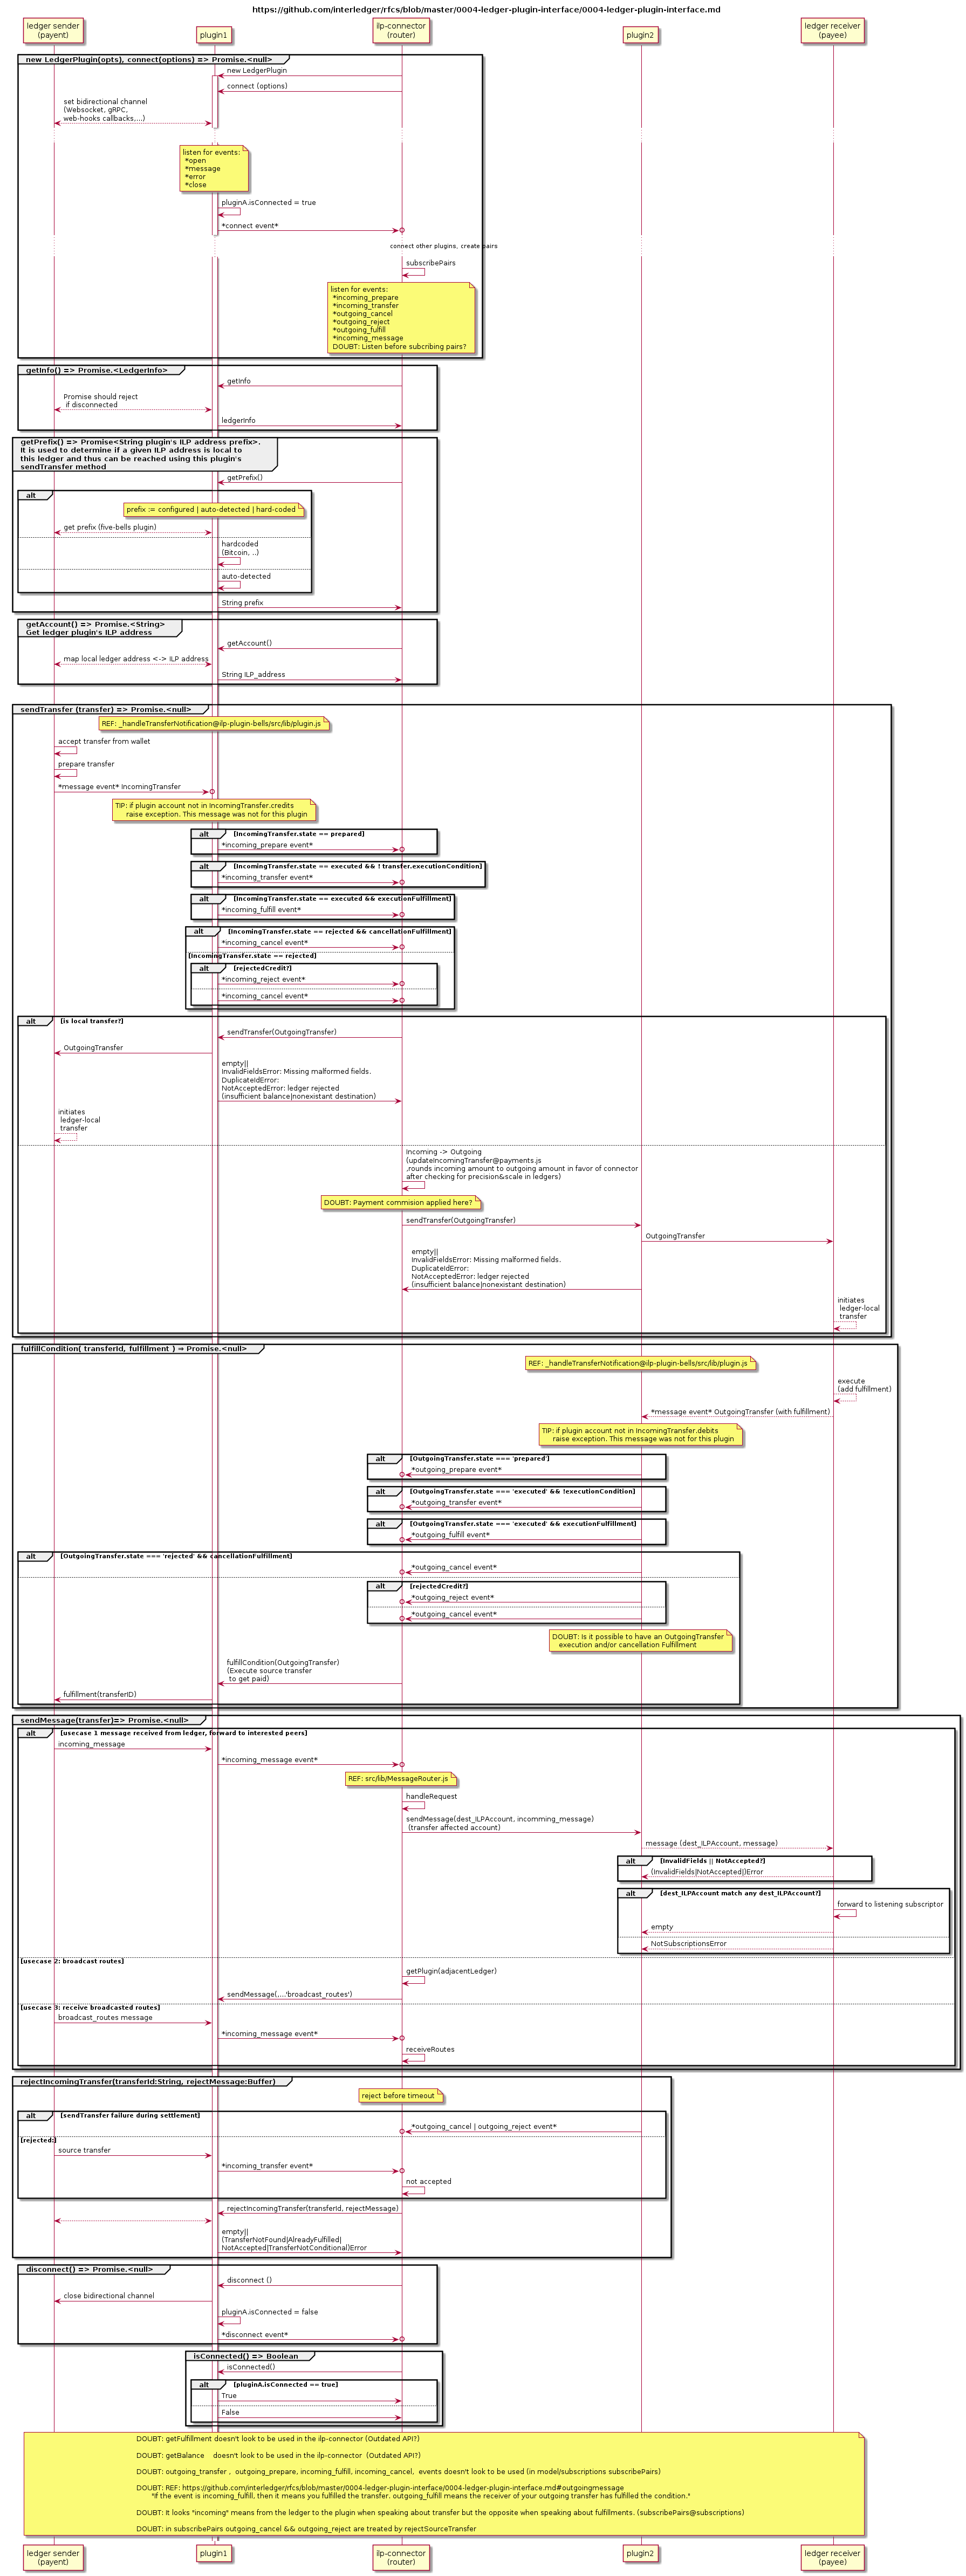 https://github.com/interledger/rfcs/blob/master/0004-ledger-plugin-interface/0004-ledger-plugin-interface.md
ledger sender
(payent)
plugin1
ilp-connector
(router)
plugin2
ledger receiver
(payee)
new LedgerPlugin(opts), connect(options) => Promise.<null>
new LedgerPlugin
connect (options)
set bidirectional channel
(Websocket, gRPC,
web-hooks callbacks,...)
listen for events:
*open
*message
*error
*close
pluginA.isConnected = true
*connect event*
connect other plugins, create pairs
subscribePairs
listen for events:
*incoming_prepare
*incoming_transfer
*outgoing_cancel
*outgoing_reject
*outgoing_fulfill
*incoming_message
DOUBT: Listen before subcribing pairs?
getInfo() => Promise.<LedgerInfo>
getInfo
Promise should reject
if disconnected
ledgerInfo
getPrefix() => Promise<String plugin's ILP address prefix>.
It is used to determine if a given ILP address is local to
this ledger and thus can be reached using this plugin's
sendTransfer method
getPrefix()
alt
prefix := configured | auto-detected | hard-coded
get prefix (five-bells plugin)
hardcoded
(Bitcoin, ..)
auto-detected
String prefix
getAccount() => Promise.<String>
Get ledger plugin's ILP address
getAccount()
map local ledger address <-> ILP address
String ILP_address
sendTransfer (transfer) => Promise.<null>
REF: _handleTransferNotification@ilp-plugin-bells/src/lib/plugin.js
accept transfer from wallet
prepare transfer
*message event* IncomingTransfer
TIP: if plugin account not in IncomingTransfer.credits
raise exception. This message was not for this plugin
alt [IncomingTransfer.state == prepared]
*incoming_prepare event*
alt [IncomingTransfer.state == executed && ! transfer.executionCondition]
*incoming_transfer event*
alt [IncomingTransfer.state == executed && executionFulfillment]
*incoming_fulfill event*
alt [IncomingTransfer.state == rejected && cancellationFulfillment]
*incoming_cancel event*
[IncomingTransfer.state == rejected]
alt [rejectedCredit?]
*incoming_reject event*
*incoming_cancel event*
alt [is local transfer?]
sendTransfer(OutgoingTransfer)
OutgoingTransfer
empty||
InvalidFieldsError: Missing malformed fields.
DuplicateIdError:
NotAcceptedError: ledger rejected
(insufficient balance|nonexistant destination)
initiates
ledger-local
transfer
Incoming -> Outgoing
(updateIncomingTransfer@payments.js
,rounds incoming amount to outgoing amount in favor of connector
after checking for precision&scale in ledgers)
DOUBT: Payment commision applied here?
sendTransfer(OutgoingTransfer)
OutgoingTransfer
empty||
InvalidFieldsError: Missing malformed fields.
DuplicateIdError:
NotAcceptedError: ledger rejected
(insufficient balance|nonexistant destination)
initiates
ledger-local
transfer
fulfillCondition( transferId, fulfillment ) ⇒ Promise.<null>
REF: _handleTransferNotification@ilp-plugin-bells/src/lib/plugin.js
execute
(add fulfillment)
*message event* OutgoingTransfer (with fulfillment)
TIP: if plugin account not in IncomingTransfer.debits
raise exception. This message was not for this plugin
alt [OutgoingTransfer.state === 'prepared']
*outgoing_prepare event*
alt [OutgoingTransfer.state === 'executed' && !executionCondition]
*outgoing_transfer event*
alt [OutgoingTransfer.state === 'executed' && executionFulfillment]
*outgoing_fulfill event*
alt [OutgoingTransfer.state === 'rejected' && cancellationFulfillment]
*outgoing_cancel event*
alt [rejectedCredit?]
*outgoing_reject event*
*outgoing_cancel event*
DOUBT: Is it possible to have an OutgoingTransfer
execution and/or cancellation Fulfillment
fulfillCondition(OutgoingTransfer)
(Execute source transfer
to get paid)
fulfillment(transferID)
sendMessage(transfer)=> Promise.<null>
alt [usecase 1 message received from ledger, forward to interested peers]
incoming_message
*incoming_message event*
REF: src/lib/MessageRouter.js
handleRequest
sendMessage(dest_ILPAccount, incomming_message)
(transfer affected account)
message (dest_ILPAccount, message)
alt [InvalidFields || NotAccepted?]
(InvalidFields|NotAccepted|)Error
alt [dest_ILPAccount match any dest_ILPAccount?]
forward to listening subscriptor
empty
NotSubscriptionsError
[usecase 2: broadcast routes]
getPlugin(adjacentLedger)
sendMessage(....'broadcast_routes')
[usecase 3: receive broadcasted routes]
broadcast_routes message
*incoming_message event*
receiveRoutes
rejectIncomingTransfer(transferId:String, rejectMessage:Buffer)
reject before timeout
alt [sendTransfer failure during settlement]
*outgoing_cancel | outgoing_reject event*
[rejected:]
source transfer
*incoming_transfer event*
not accepted
rejectIncomingTransfer(transferId, rejectMessage)
empty||
(TransferNotFound|AlreadyFulfilled|
NotAccepted|TransferNotConditional)Error
disconnect() => Promise.<null>
disconnect ()
close bidirectional channel
pluginA.isConnected = false
*disconnect event*
isConnected() => Boolean
isConnected()
alt [pluginA.isConnected == true]
True
False
DOUBT: getFulfillment doesn't look to be used in the ilp-connector (Outdated API?)
DOUBT: getBalance doesn't look to be used in the ilp-connector (Outdated API?)
DOUBT: outgoing_transfer , outgoing_prepare, incoming_fulfill, incoming_cancel, events doesn't look to be used (in model/subscriptions subscribePairs)
DOUBT: REF: https://github.com/interledger/rfcs/blob/master/0004-ledger-plugin-interface/0004-ledger-plugin-interface.md#outgoingmessage
"If the event is incoming_fulfill, then it means you fulfilled the transfer. outgoing_fulfill means the receiver of your outgoing transfer has fulfilled the condition."
DOUBT: It looks "incoming" means from the ledger to the plugin when speaking about transfer but the opposite when speaking about fulfillments. (subscribePairs@subscriptions)
DOUBT: in subscribePairs outgoing_cancel && outgoing_reject are treated by rejectSourceTransfer
ledger sender
(payent)
plugin1
ilp-connector
(router)
plugin2
ledger receiver
(payee)